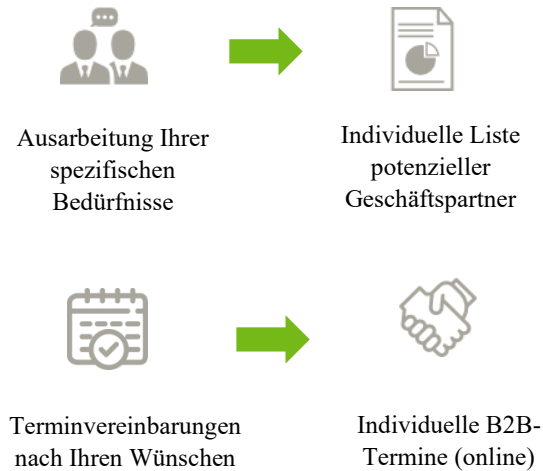 Ausarbeitung Ihrer
spezifischen
Bedürfnisse
Individuelle Liste
potenzieller
Geschäftspartner
Terminvereinbarungen
nach Ihren Wünschen
Individuelle B2B-
Termine (online)